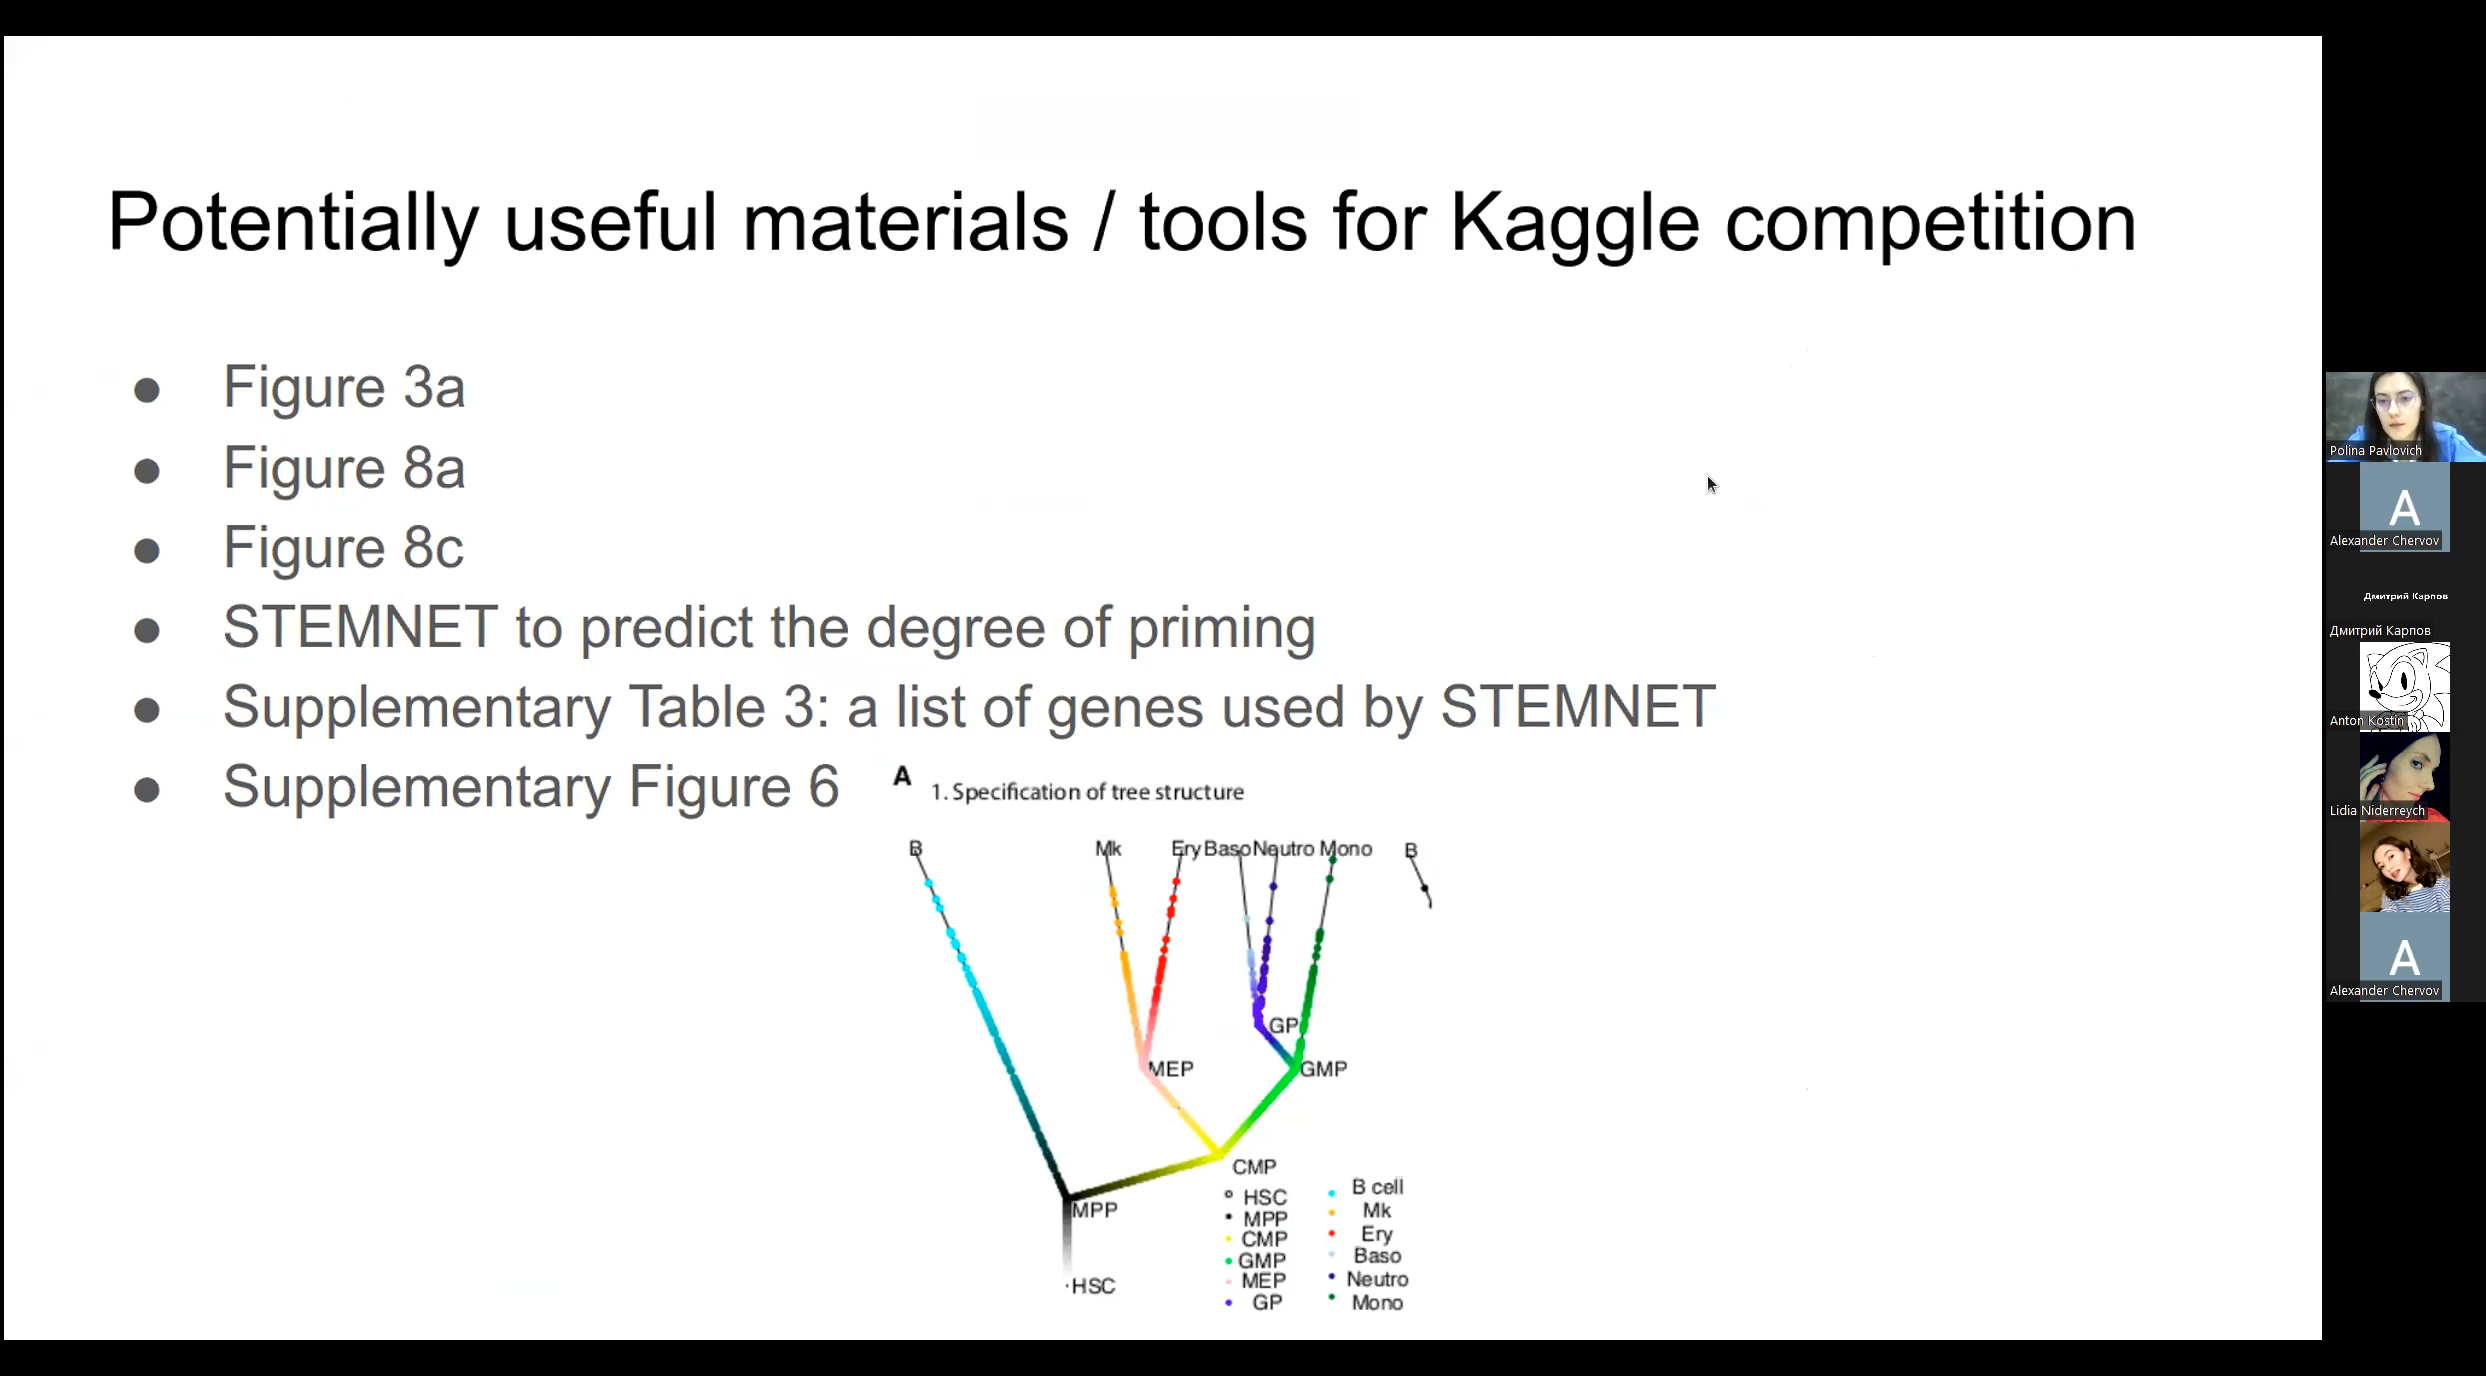 Potentially useful materials / tools for Kaggle competition
● Figure 3a
● Figure 8a
● Figure 8c
● STEMNET to predict the degree of priming
● Supplementary Table 3: a list of genes used by STEMNET
● Supplementary Figure 6
A
1. Specification of tree structure
B Mk Ery Baso Neutro Mono B
GP
MEP GMP
CMP
MPP
HSC
HSC B cell
MPP Mk
CMP Ery
GMP Baso
MEP Neutro
GP Mono
Polina Pavlovich
A
Alexander Chervov
Дмитрий Карпов
Дмитрий Карпов
Anton Kostin
Lidia Niderreych
A
Alexander Chervov